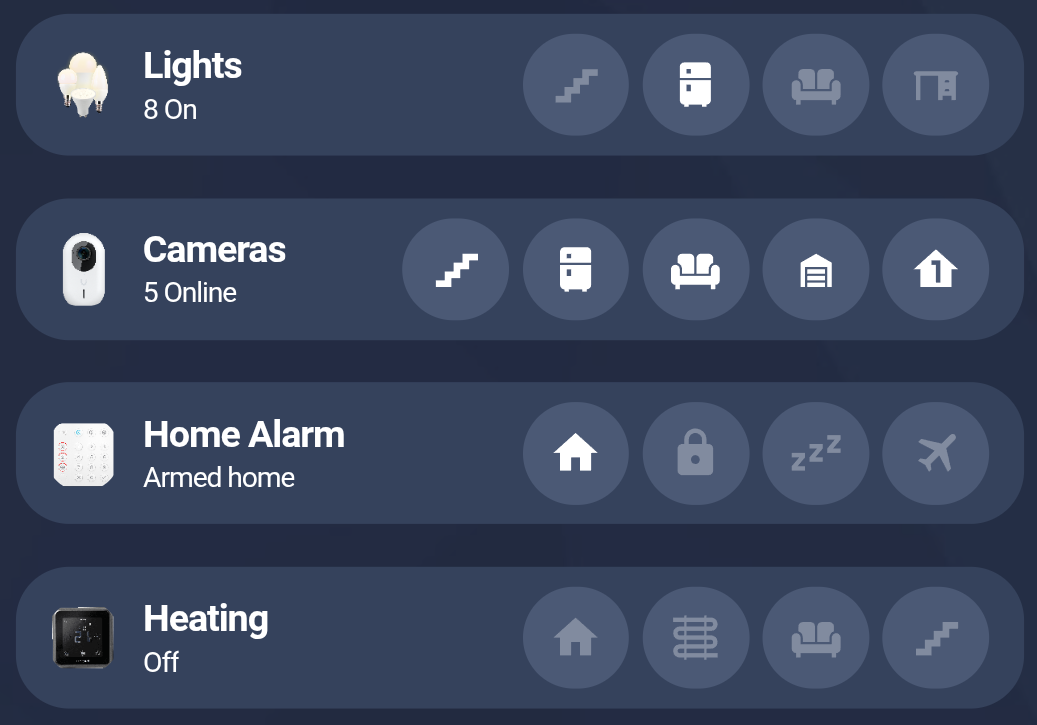 Lights
8 On
Cameras
5 Online
Home Alarm
Armed home
Heating
Off